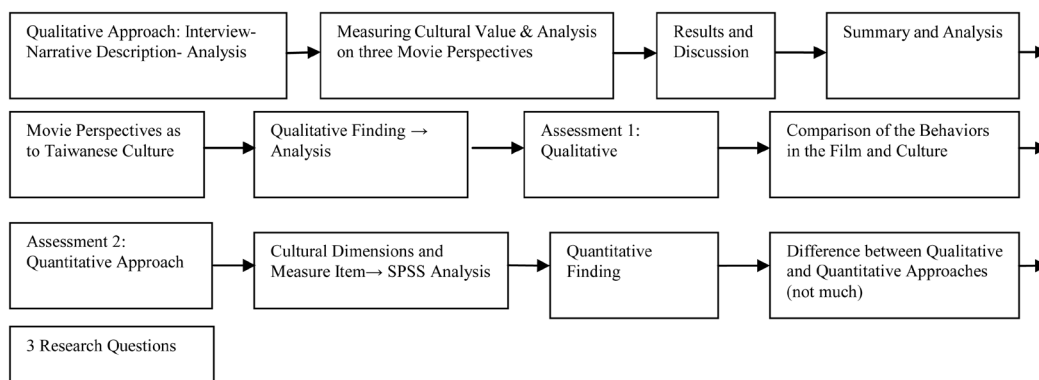 Qualitative Approach: Interview-
Narrative Description- Analysis
Measuring Cultural Value & Analysis
on three Movie Perspectives
Results and
Discussion
Summary and Analysis
Movie Perspectives as
to Taiwanese Culture
Qualitative Finding →
Analysis
Assessment 1:
Qualitative
Comparison of the Behaviors
in the Film and Culture
Assessment 2:
Quantitative Approach
Cultural Dimensions and
Measure Item→ SPSS Analysis
Quantitative
Finding
Difference between Qualitative
and Quantitative Approaches
(not much)
3 Research Questions